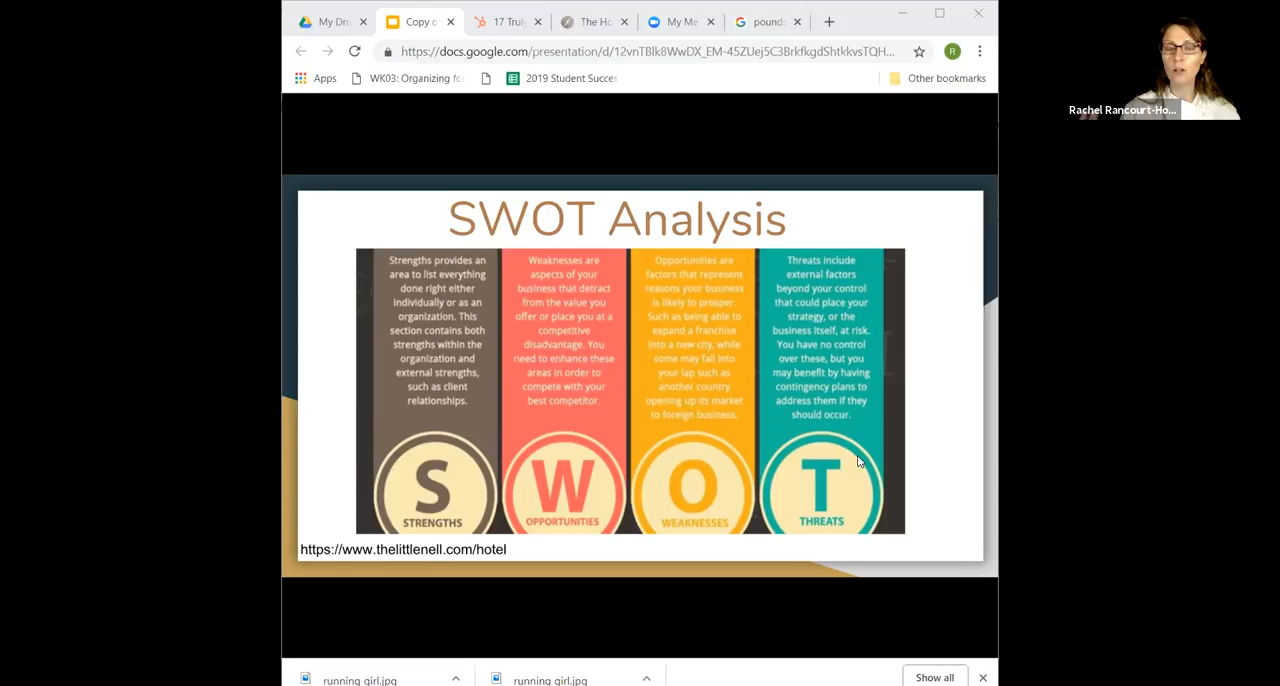 My Dri
Copy o
17 Truly
The Ho
My Me
pound
https://docs.google.com/presentation/d/12vnTBlk8WwDX_EM-45ZUej5C3BrkfkgdShtkkvsTQH...
R
Apps
WK03: Organizing fo
2019 Student Succes
Other bookmarks
Rachel Rancourt-Ho...
SWOT Analysis
Strengths provides an
area to list everything
done right either
individually or as an
organization. This
section contains both
strengths within the
organization and
external strengths,
such as client
relationships.
Weaknesses are
aspects of your
business that detract
from the value you
offer or place you at a
competitive
disadvantage. You
need to enhance these
areas in order to
compete with your
best competitor.
Opportunities are
factors that represent
reasons your business
is likely to prosper.
Such as being able to
expand a franchise
into a new city, while
some may fall into
your lap such as
another country
opening up its market
to foreign business.
Threats include
external factors
beyond your control
that could place your
strategy, or the
business itself, at risk.
You have no control
over these, but you
may benefit by having
contingency plans to
address them if they
should occur.
S
STRENGTHS
W
OPPORTUNITIES
O
WEAKNESSES
T
THREATS
https://www.thelittlenell.com/hotel
running girl.jpg
running girl.jpg
Show all